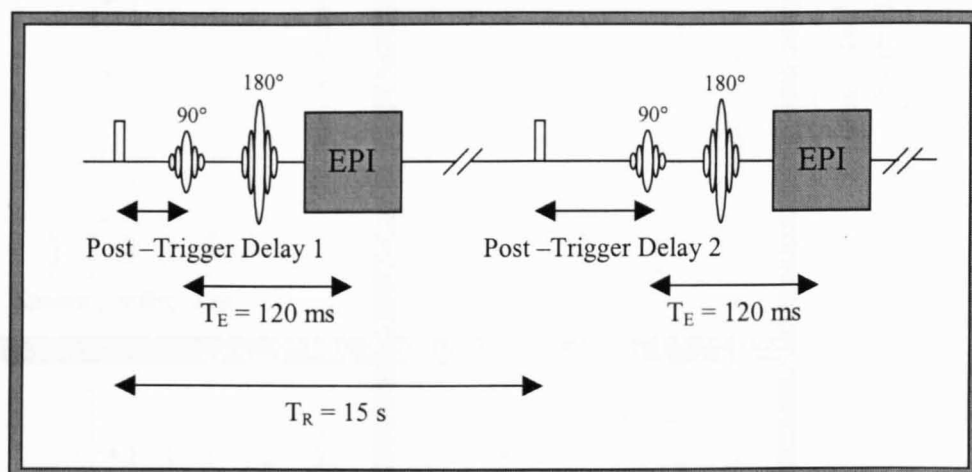 180°
180°
90°
90°
EPI
EPI
Post –Trigger Delay 1
Post –Trigger Delay 2
T_E = 120 ms
T_E = 120 ms
T_R = 15 s